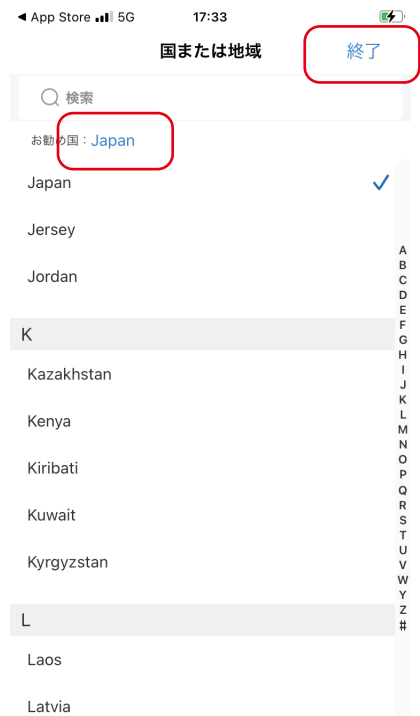 ◀ App Store 5G 17:33
国または地域 終了
検索
お勧め国：Japan
Japan
Jersey
Jordan
K
Kazakhstan
Kenya
Kiribati
Kuwait
Kyrgyzstan
L
Laos
Latvia
A
B
C
D
E
F
G
H
I
J
K
L
M
N
O
P
Q
R
S
T
U
V
W
Y
Z
#